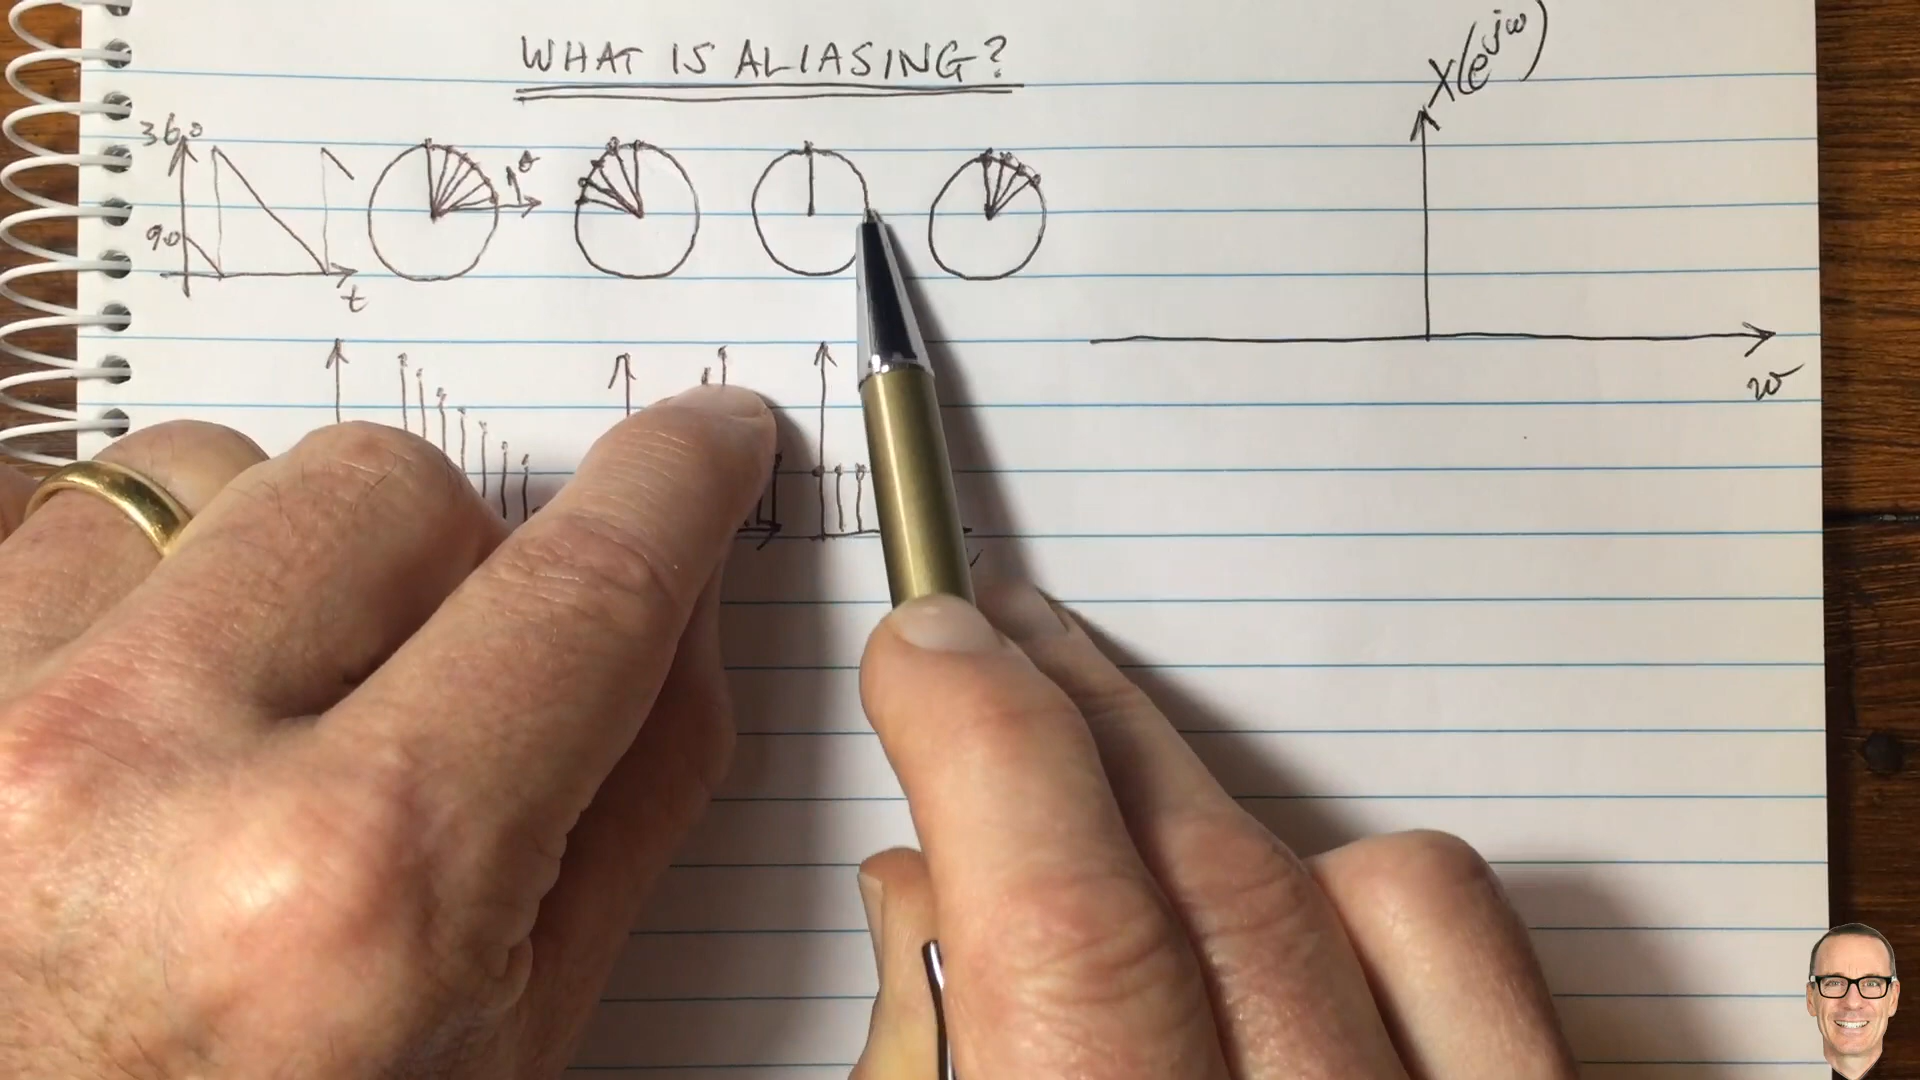 WHAT IS ALIASING?
X(e^jω)
360
θ
90
t
ω